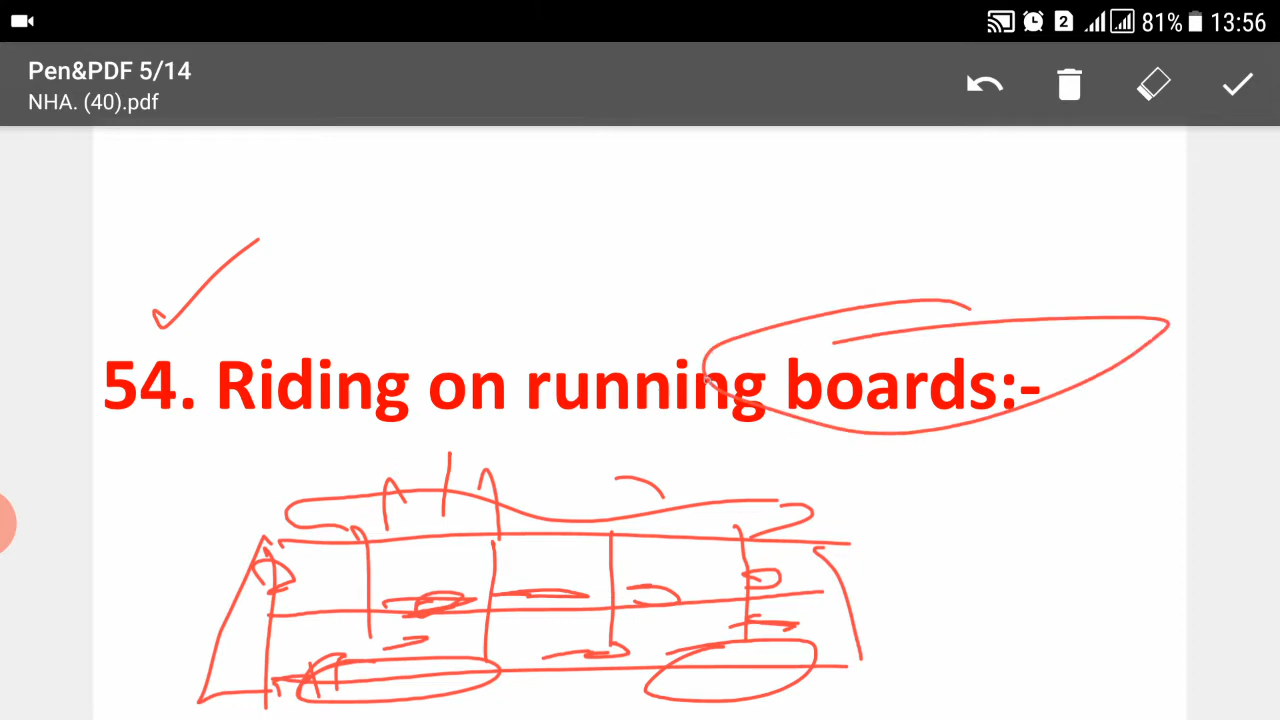 81% 13:56
Pen&PDF 5/14
NHA. (40).pdf
54. Riding on running boards:-